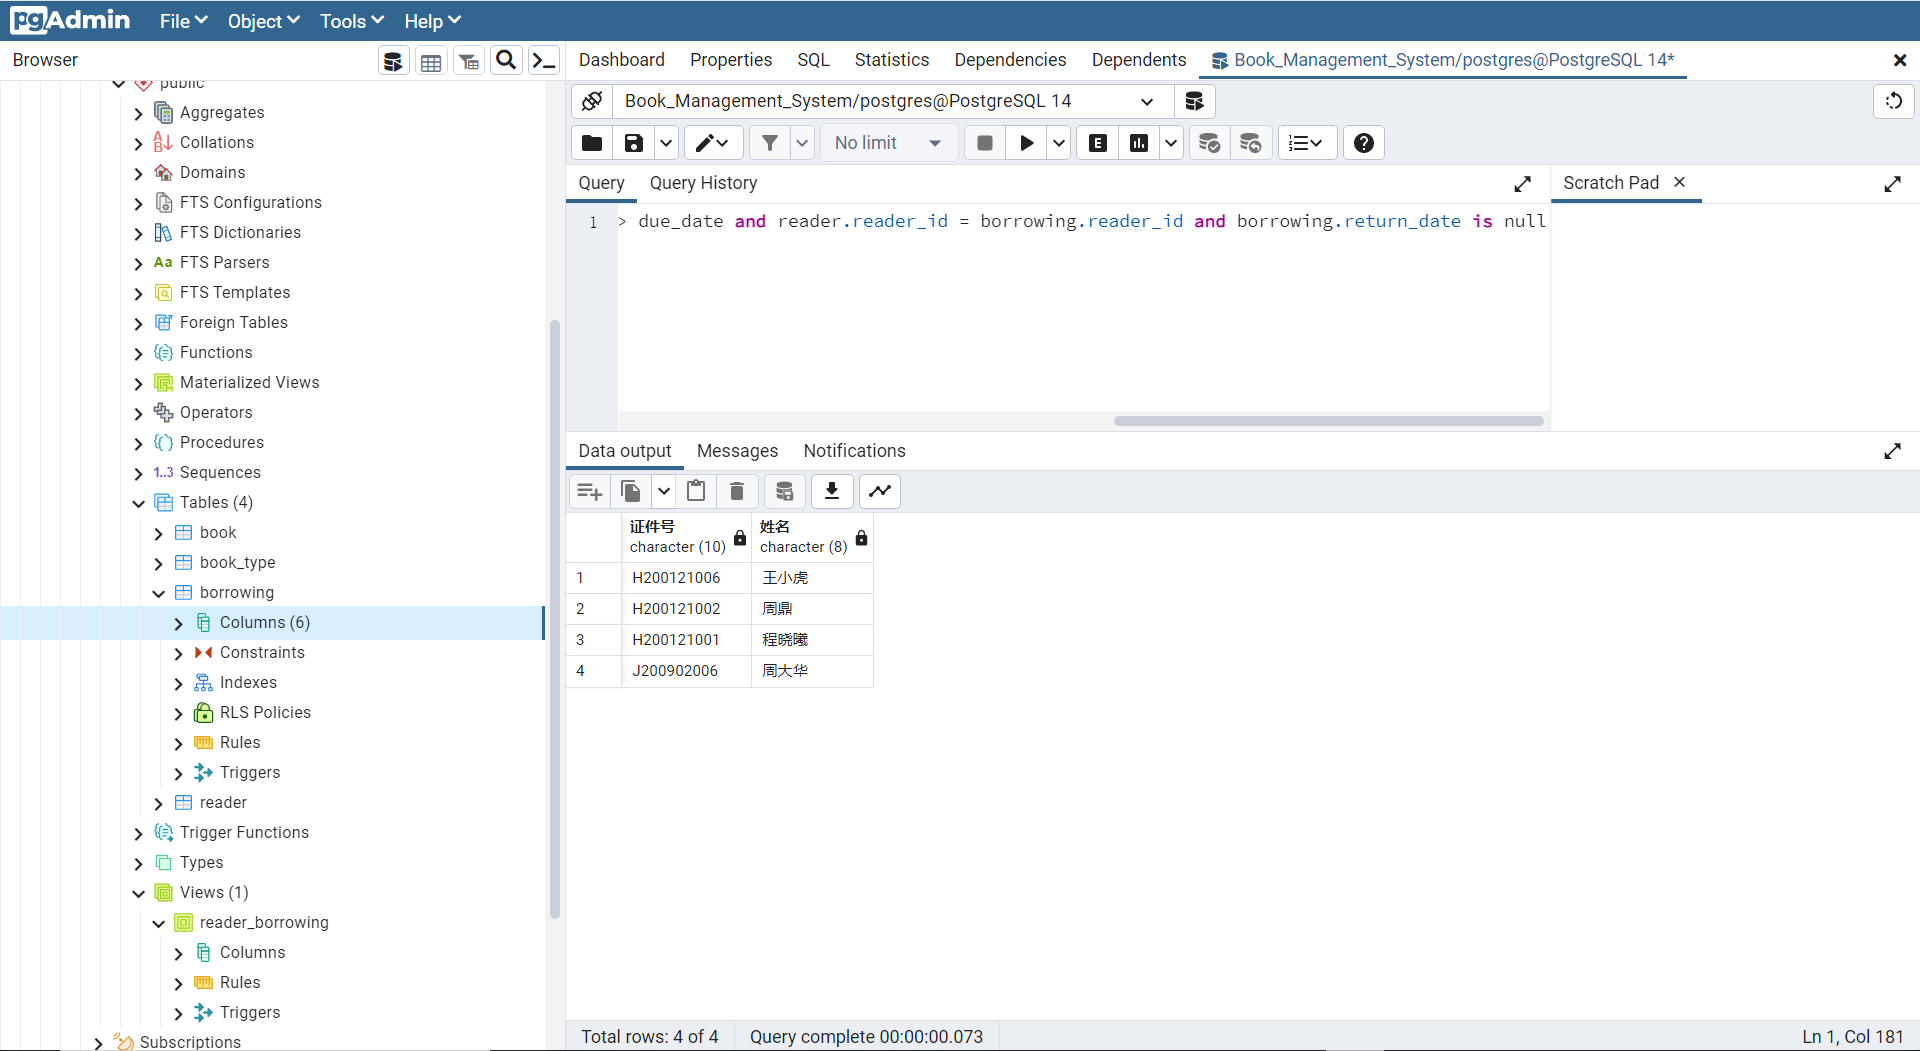 pgAdmin File Object Tools Help
Browser
Dashboard Properties SQL Statistics Dependencies Dependents Book_Management_System/postgres@PostgreSQL 14*
public
Aggregates
Collations
Domains
FTS Configurations
FTS Dictionaries
Aa FTS Parsers
FTS Templates
Foreign Tables
Functions
Materialized Views
Operators
Procedures
1..3 Sequences
Tables (4)
book
book_type
borrowing
Columns (6)
Constraints
Indexes
RLS Policies
Rules
Triggers
reader
Trigger Functions
Types
Views (1)
reader_borrowing
Columns
Rules
Triggers
Subscriptions
Book_Management_System/postgres@PostgreSQL 14
No limit E
Query Query History
Scratch Pad
1 > due_date and reader.reader_id = borrowing.reader_id and borrowing.return_date is null
Data output Messages Notifications
证件号 姓名
character (10) character (8)
1 H200121006 王小虎
2 H200121002 周鼎
3 H200121001 程晓曦
4 J200902006 周大华
Total rows: 4 of 4 Query complete 00:00:00.073 Ln 1, Col 181